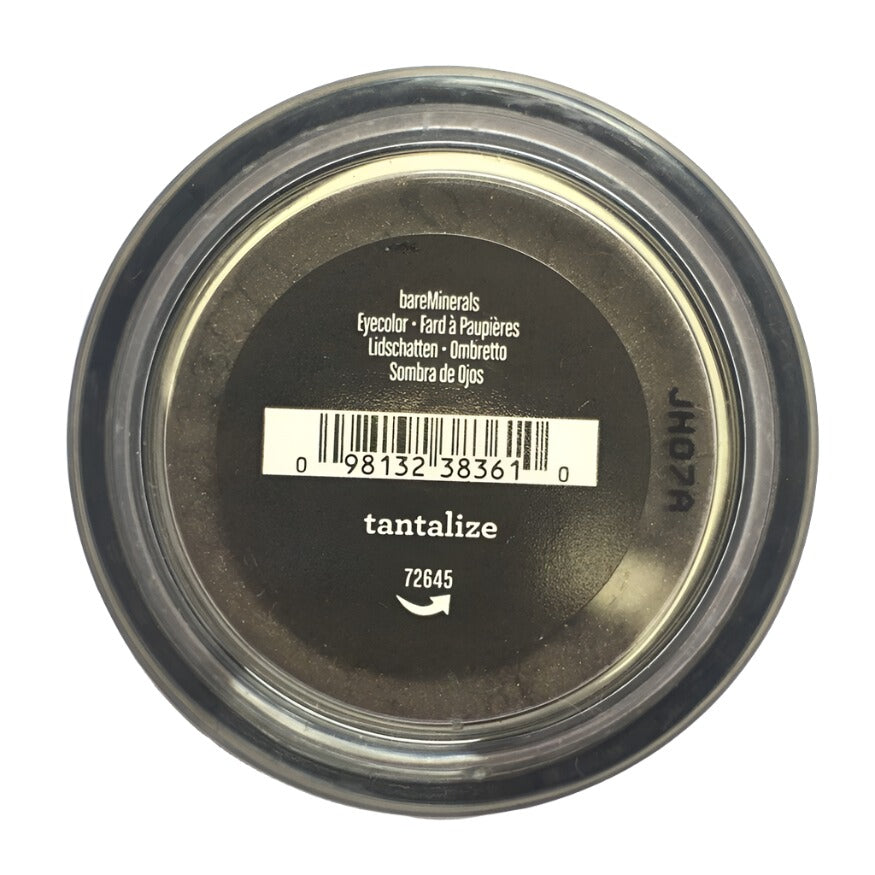 bareMinerals
Eyecolor · Fard à Paupières
Lidschatten · Ombretto
Sombra de Ojos
0 98132 38361 0
tantalize
72645
JH07A